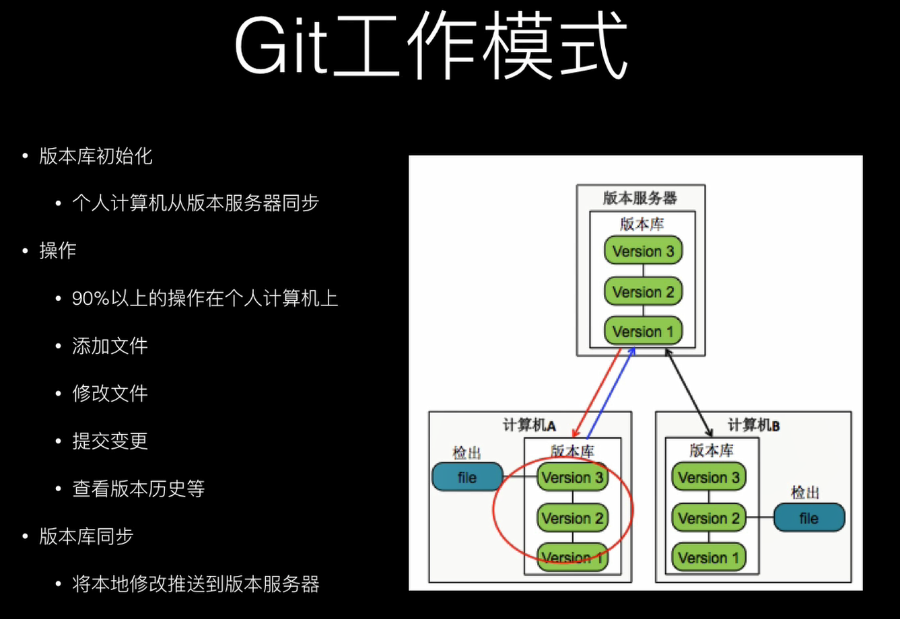 Git工作模式
• 版本库初始化
• 个人计算机从版本服务器同步
• 操作
• 90%以上的操作在个人计算机上
• 添加文件
• 修改文件
• 提交变更
• 查看版本历史等
• 版本库同步
• 将本地修改推送到版本服务器
版本服务器
版本库
Version 3
Version 2
Version 1
计算机A
检出
file
版本库
Version 3
Version 2
Version 1
计算机B
版本库
Version 3
Version 2
Version 1
检出
file